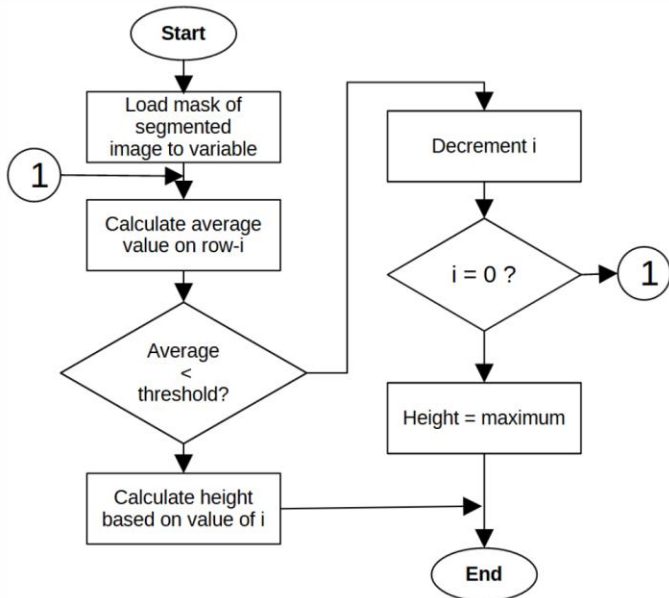 Start
Load mask of
segmented
image to variable
1
Calculate average
value on row-i
Average
<
threshold?
Calculate height
based on value of i
Decrement i
i = 0 ?
1
Height = maximum
End